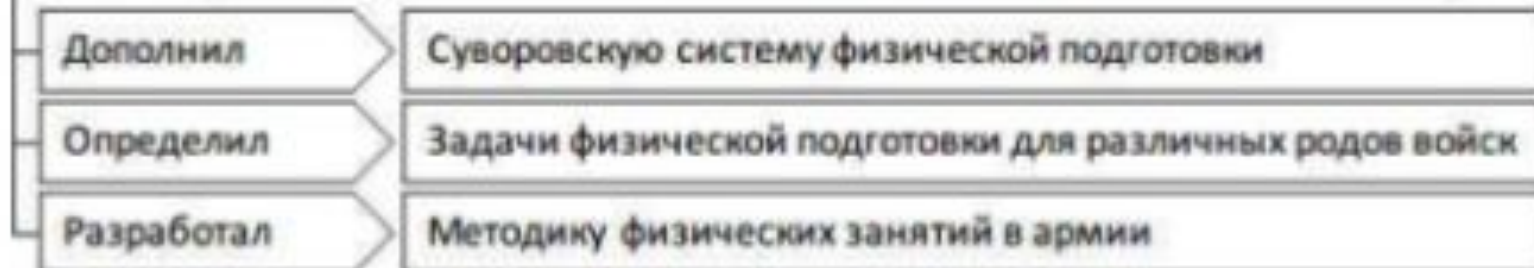 Дополнил Суворовскую систему физической подготовки
Определил Задачи физической подготовки для различных родов войск
Разработал Методику физических занятий в армии